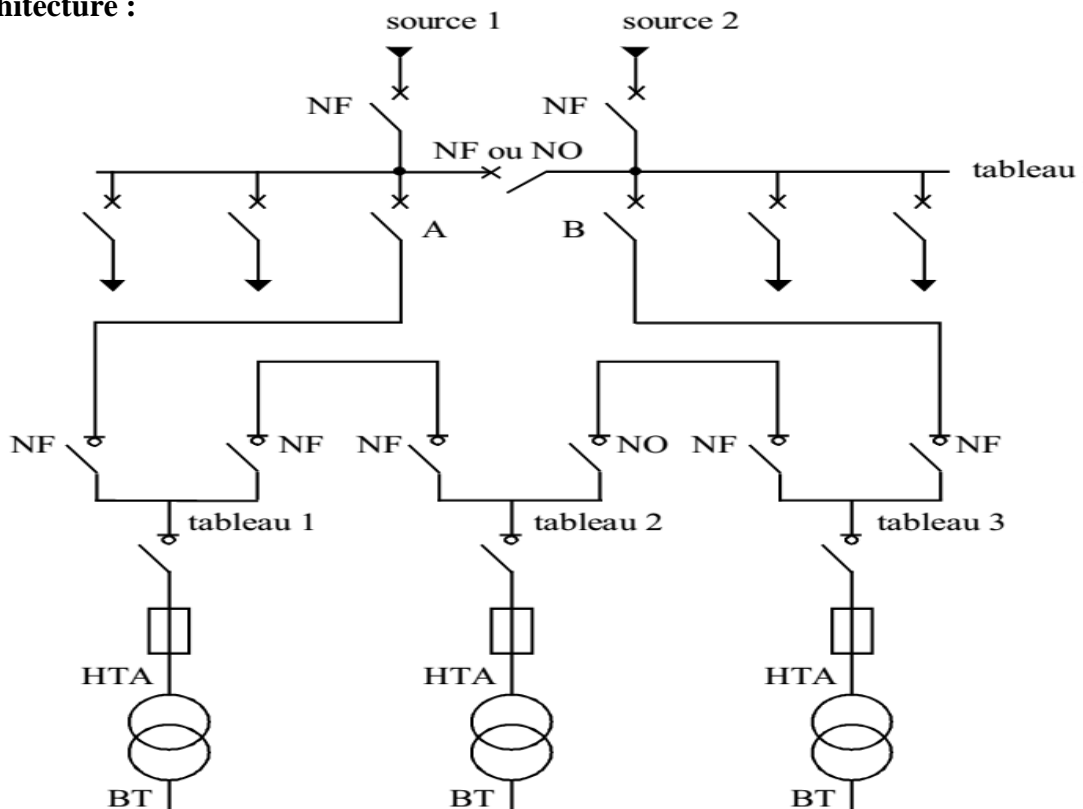 hitecture :
source 1 source 2
NF NF
NF ou NO
tableau
A B
NF NF NF NO NF NF
tableau 1 tableau 2 tableau 3
HTA HTA HTA
BT BT BT